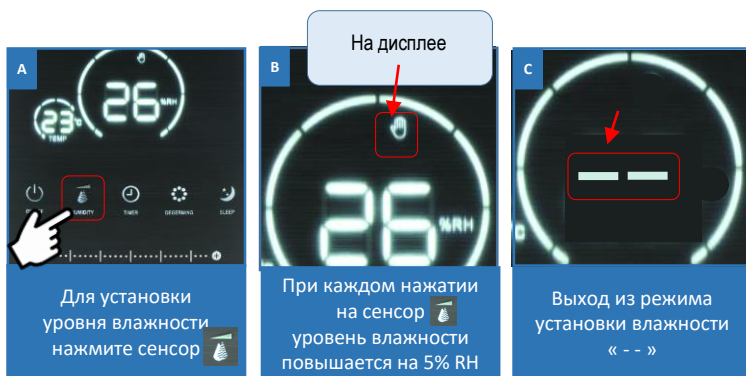 На дисплее
A
26 %RH
23 °C
TEMP
HUMIDITY
TIMER
DEGERMING
SLEEP
Для установки
уровня влажности
нажмите сенсор
B
26 %RH
При каждом нажатии
на сенсор
уровень влажности
повышается на 5% RH
C
-- 
Выход из режима
установки влажности
« - - »